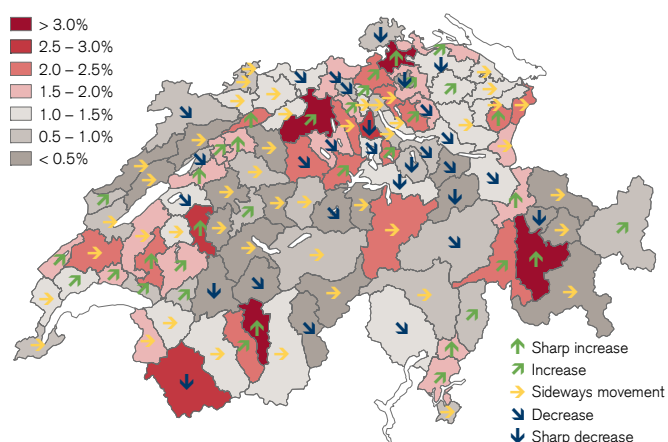 > 3.0%
2.5 – 3.0%
2.0 – 2.5%
1.5 – 2.0%
1.0 – 1.5%
0.5 – 1.0%
< 0.5%
Sharp increase
Increase
Sideways movement
Decrease
Sharp decrease